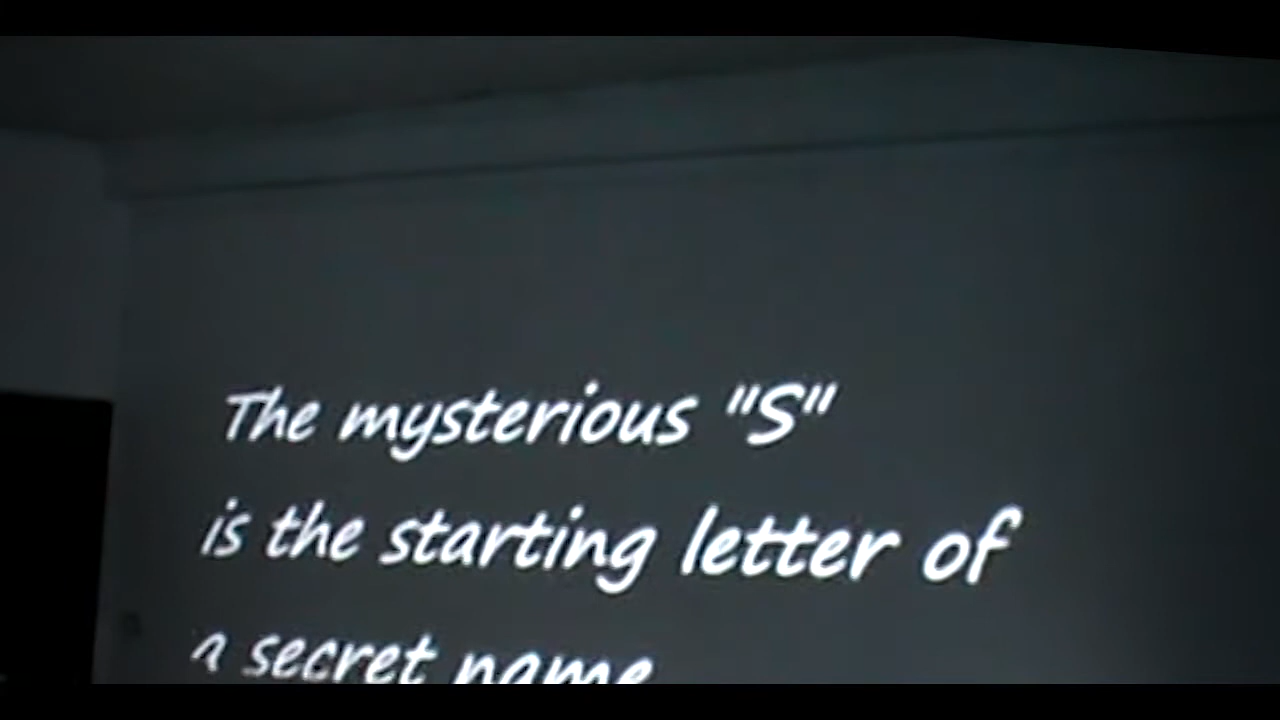 The mysterious "S"
is the starting letter of
a secret name